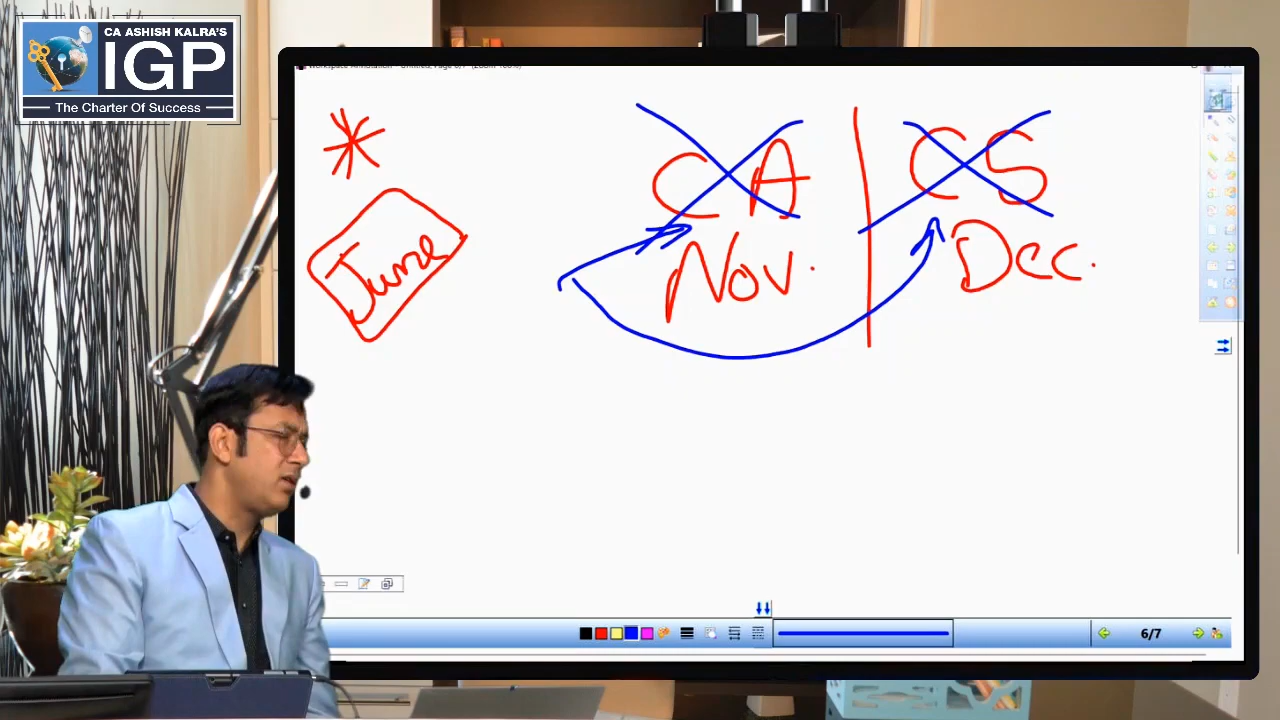 CA ASHISH KALRA'S
IGP
The Charter Of Success
*
June
CA
Nov.
CS
Dec.
6/7